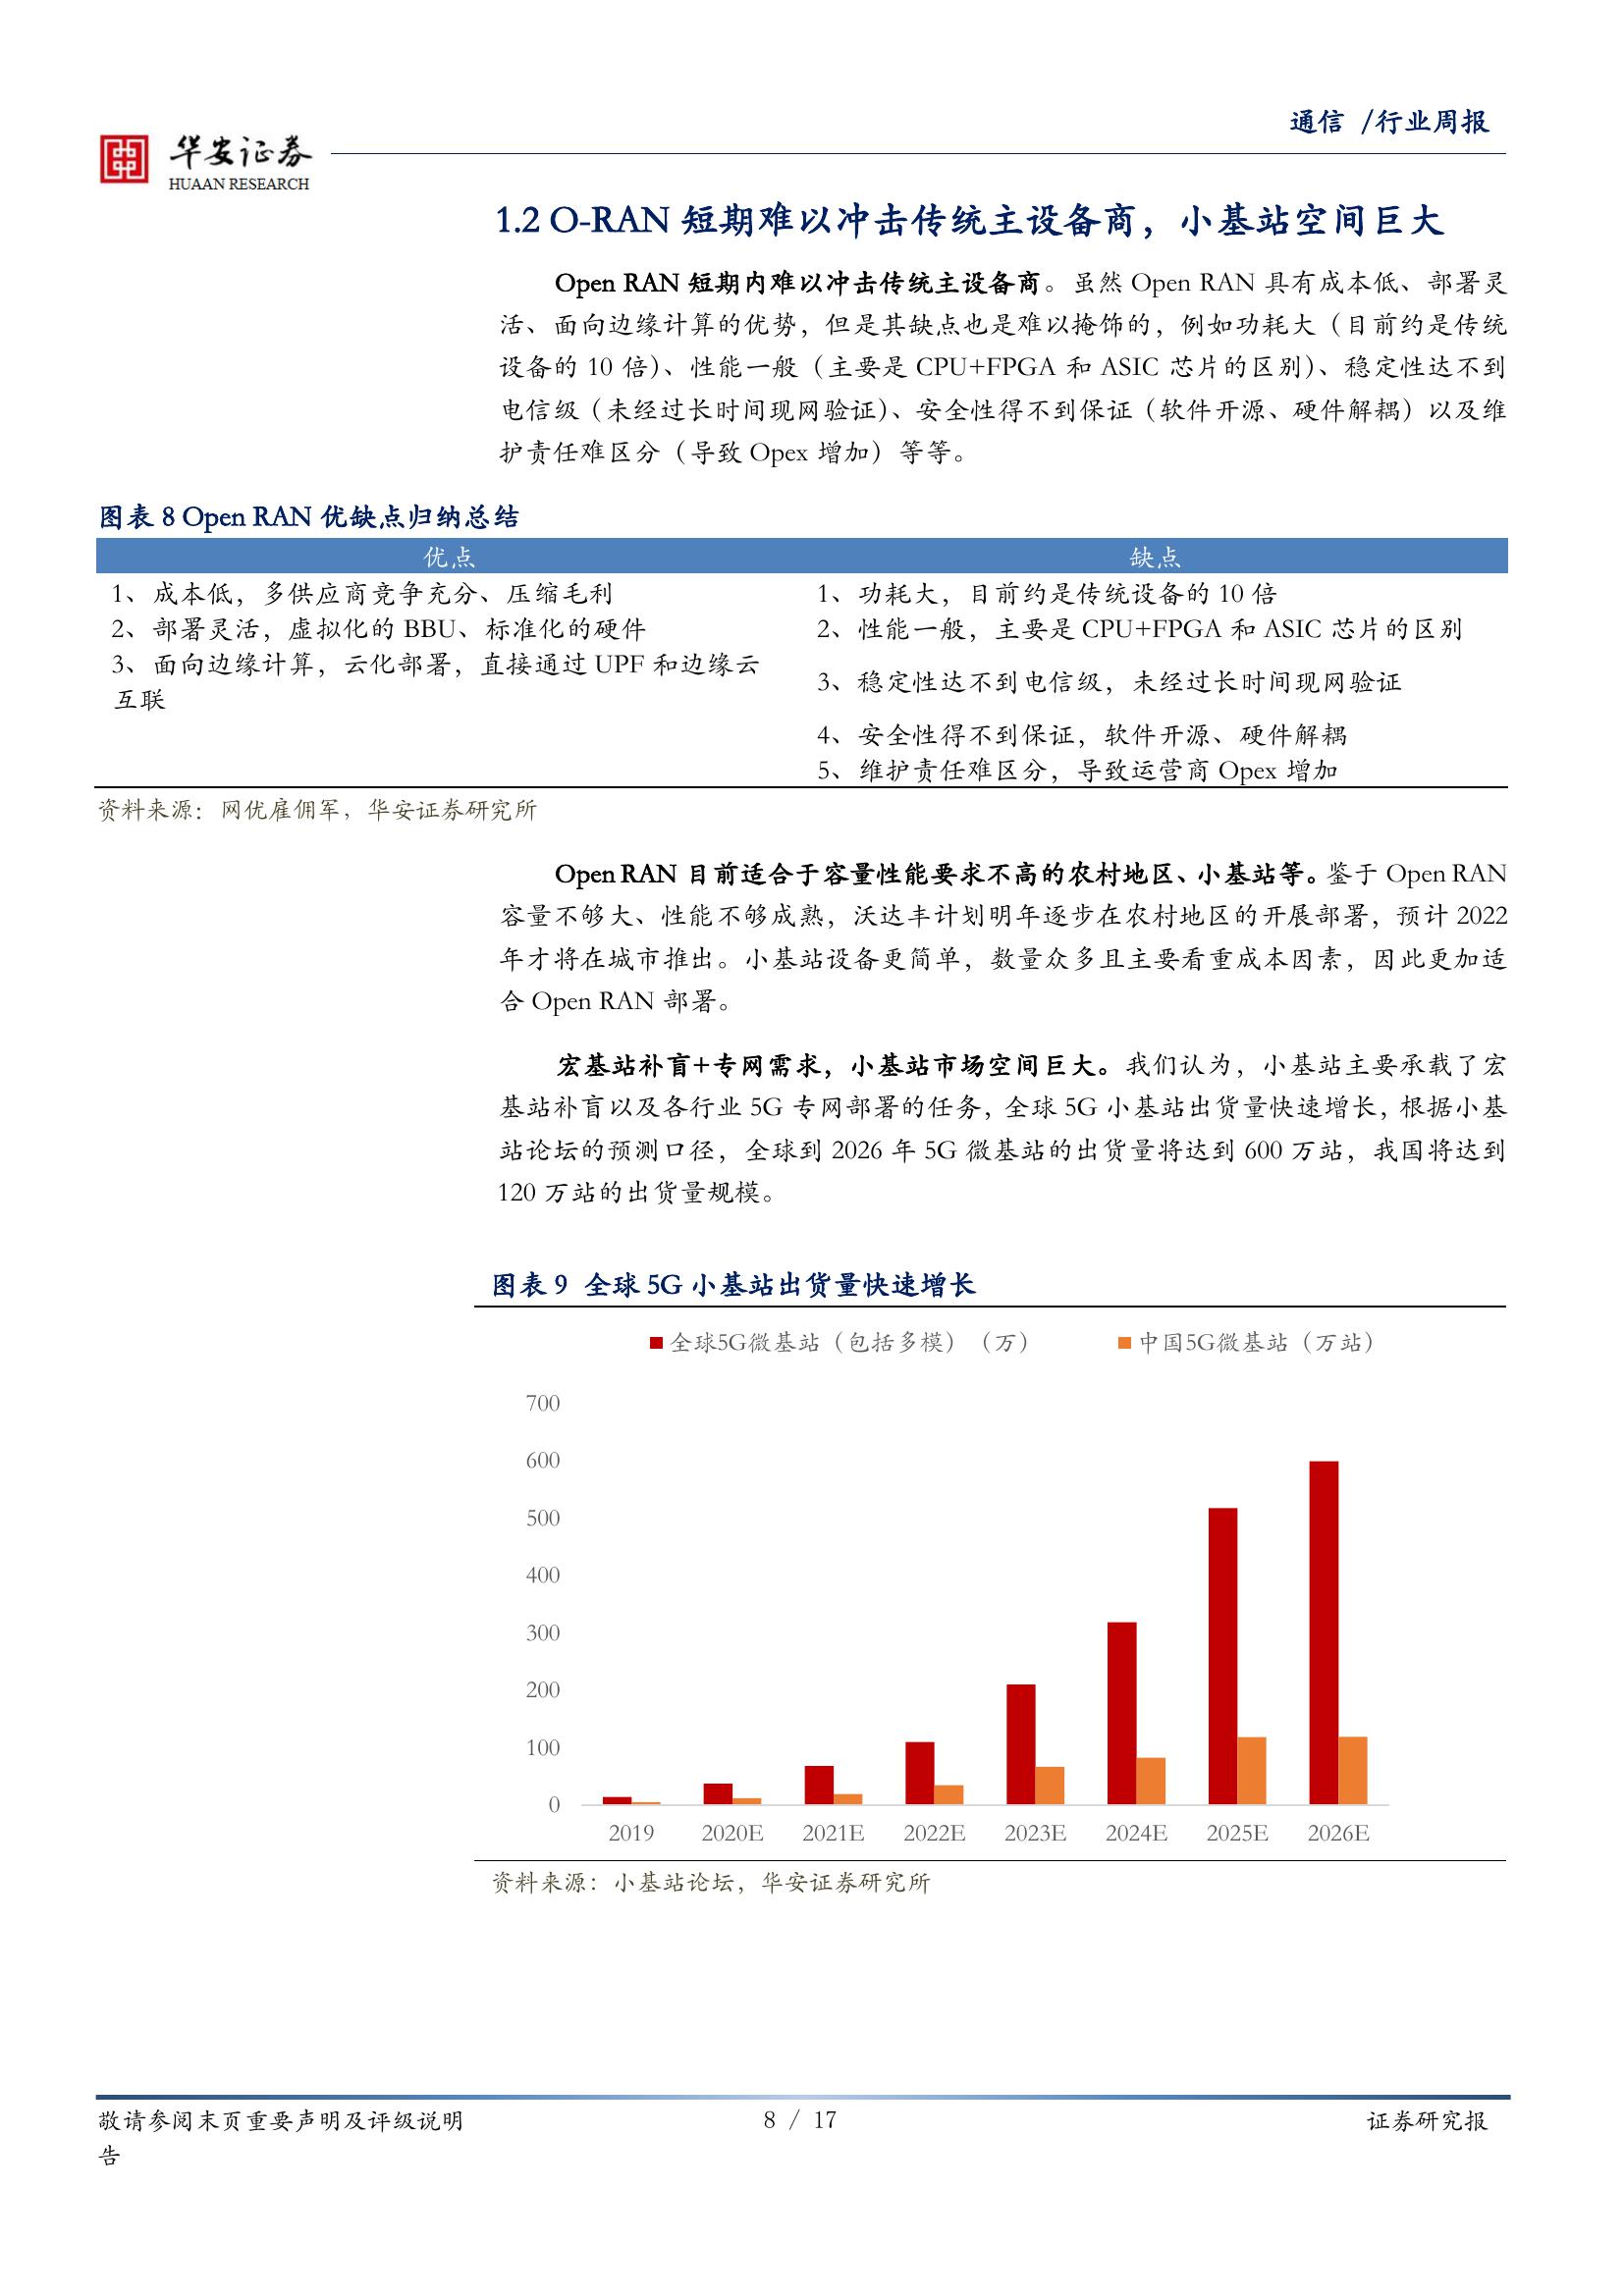 通信 /行业周报
华安证券
HUAAN RESEARCH
1.2 O-RAN 短期难以冲击传统主设备商，小基站空间巨大
Open RAN 短期内难以冲击传统主设备商。虽然 Open RAN 具有成本低、部署灵
活、面向边缘计算的优势，但是其缺点也是难以掩饰的，例如功耗大（目前约是传统
设备的 10 倍）、性能一般（主要是 CPU+FPGA 和 ASIC 芯片的区别）、稳定性达不到
电信级（未经过长时间现网验证）、安全性得不到保证（软件开源、硬件解耦）以及维
护责任难区分（导致 Opex 增加）等等。
图表 8 Open RAN 优缺点归纳总结
优点
缺点
1、成本低，多供应商竞争充分、压缩毛利
1、功耗大，目前约是传统设备的 10 倍
2、部署灵活，虚拟化的 BBU、标准化的硬件
2、性能一般，主要是 CPU+FPGA 和 ASIC 芯片的区别
3、面向边缘计算，云化部署，直接通过 UPF 和边缘云
互联
3、稳定性达不到电信级，未经过长时间现网验证
4、安全性得不到保证，软件开源、硬件解耦
5、维护责任难区分，导致运营商 Opex 增加
资料来源：网优雇佣军，华安证券研究所
Open RAN 目前适合于容量性能要求不高的农村地区、小基站等。鉴于 Open RAN
容量不够大、性能不够成熟，沃达丰计划明年逐步在农村地区的开展部署，预计 2022
年才将在城市推出。小基站设备更简单，数量众多且主要看重成本因素，因此更加适
合 Open RAN 部署。
宏基站补盲+专网需求，小基站市场空间巨大。我们认为，小基站主要承载了宏
基站补盲以及各行业 5G 专网部署的任务，全球 5G 小基站出货量快速增长，根据小基
站论坛的预测口径，全球到 2026 年 5G 微基站的出货量将达到 600 万站，我国将达到
120 万站的出货量规模。
图表 9 全球 5G 小基站出货量快速增长
全球5G微基站（包括多模）（万）
中国5G微基站（万站）
700
600
500
400
300
200
100
0
2019 2020E 2021E 2022E 2023E 2024E 2025E 2026E
资料来源：小基站论坛，华安证券研究所
敬请参阅末页重要声明及评级说明
8 / 17
证券研究报
告